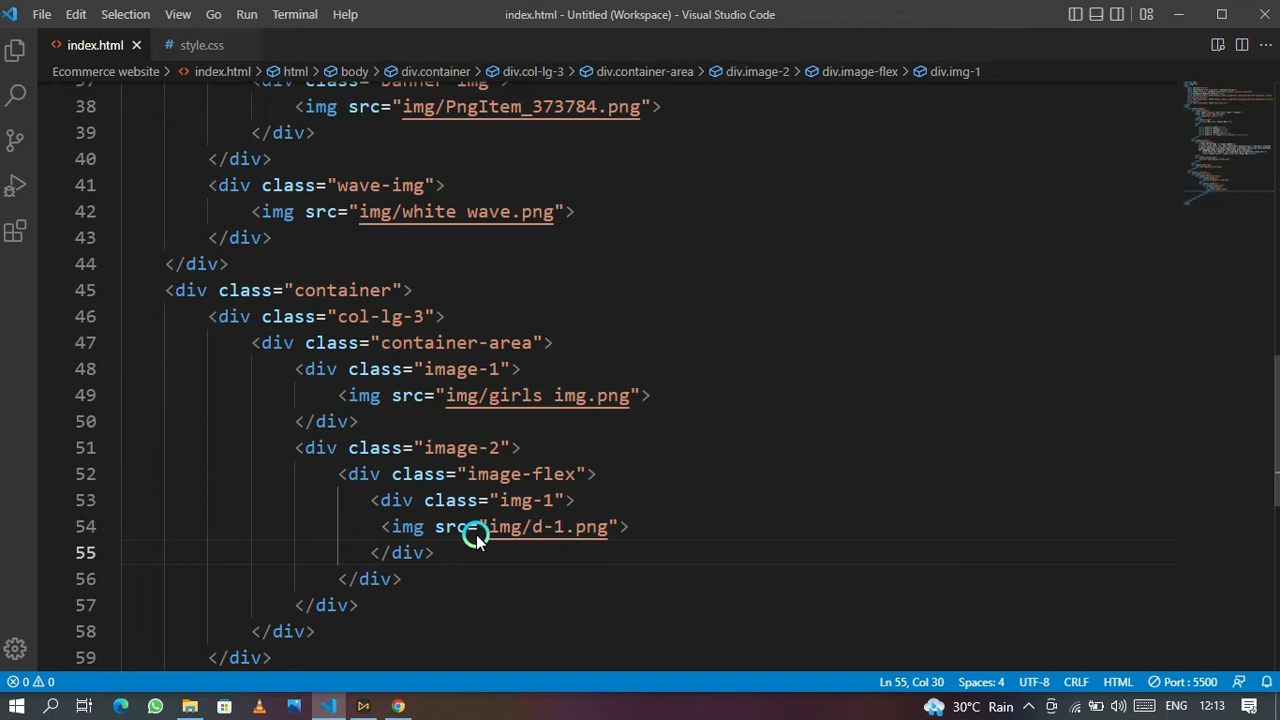 File Edit Selection View Go Run Terminal Help
index.html - Untitled (Workspace) - Visual Studio Code
<> index.html × # style.css
Ecommerce website > <> index.html > html > body > div.container > div.col-lg-3 > div.container-area > div.image-2 > div.image-flex > div.img-1
37 <div class="banner-img">
38 <img src="img/PngItem_373784.png">
39 </div>
40 </div>
41 <div class="wave-img">
42 <img src="img/white wave.png">
43 </div>
44 </div>
45 <div class="container">
46 <div class="col-lg-3">
47 <div class="container-area">
48 <div class="image-1">
49 <img src="img/girls img.png">
50 </div>
51 <div class="image-2">
52 <div class="image-flex">
53 <div class="img-1">
54 <img src="img/d-1.png">
55 </div>
56 </div>
57 </div>
58 </div>
59 </div>
0 0
Ln 55, Col 30 Spaces: 4 UTF-8 CRLF HTML Port : 5500
30°C Rain ENG 12:13